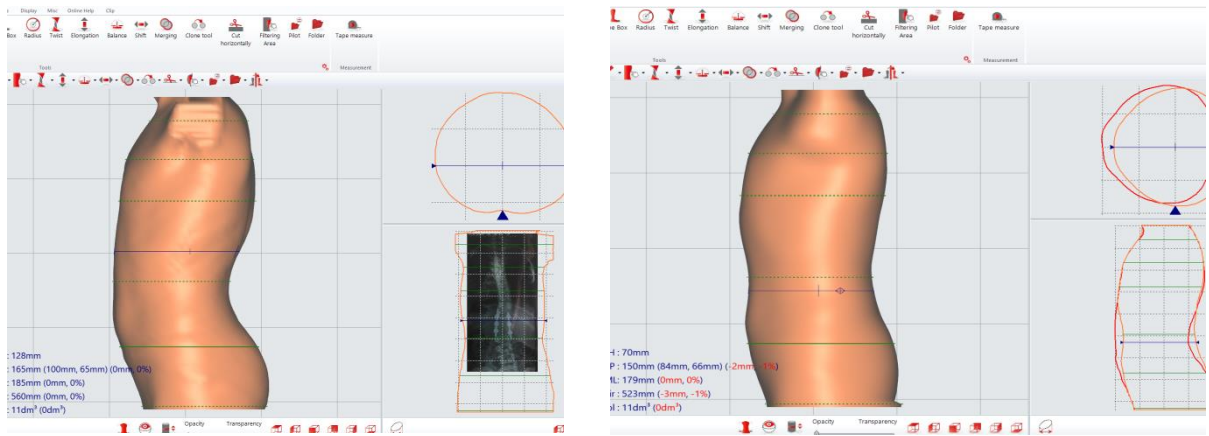 Display Misc Online Help Clip
Box Radius Twist Elongation Balance Shift Merging Clone tool Cut horizontally Filtering Area Pilot Folder Tape measure
Tools Measurement
: 128mm
: 165mm (100mm, 65mm) (0mm, 0%)
: 185mm (0mm, 0%)
: 560mm (0mm, 0%)
: 11dm³ (0dm³)
Opacity Transparency
Box Radius Twist Elongation Balance Shift Merging Clone tool Cut horizontally Filtering Area Pilot Folder Tape measure
Tools Measurement
H : 70mm
P : 150mm (84mm, 66mm) (-2mm, -1%)
ML : 179mm (0mm, 0%)
ir : 523mm (-3mm, -1%)
ol : 11dm³ (0dm³)
Opacity Transparency